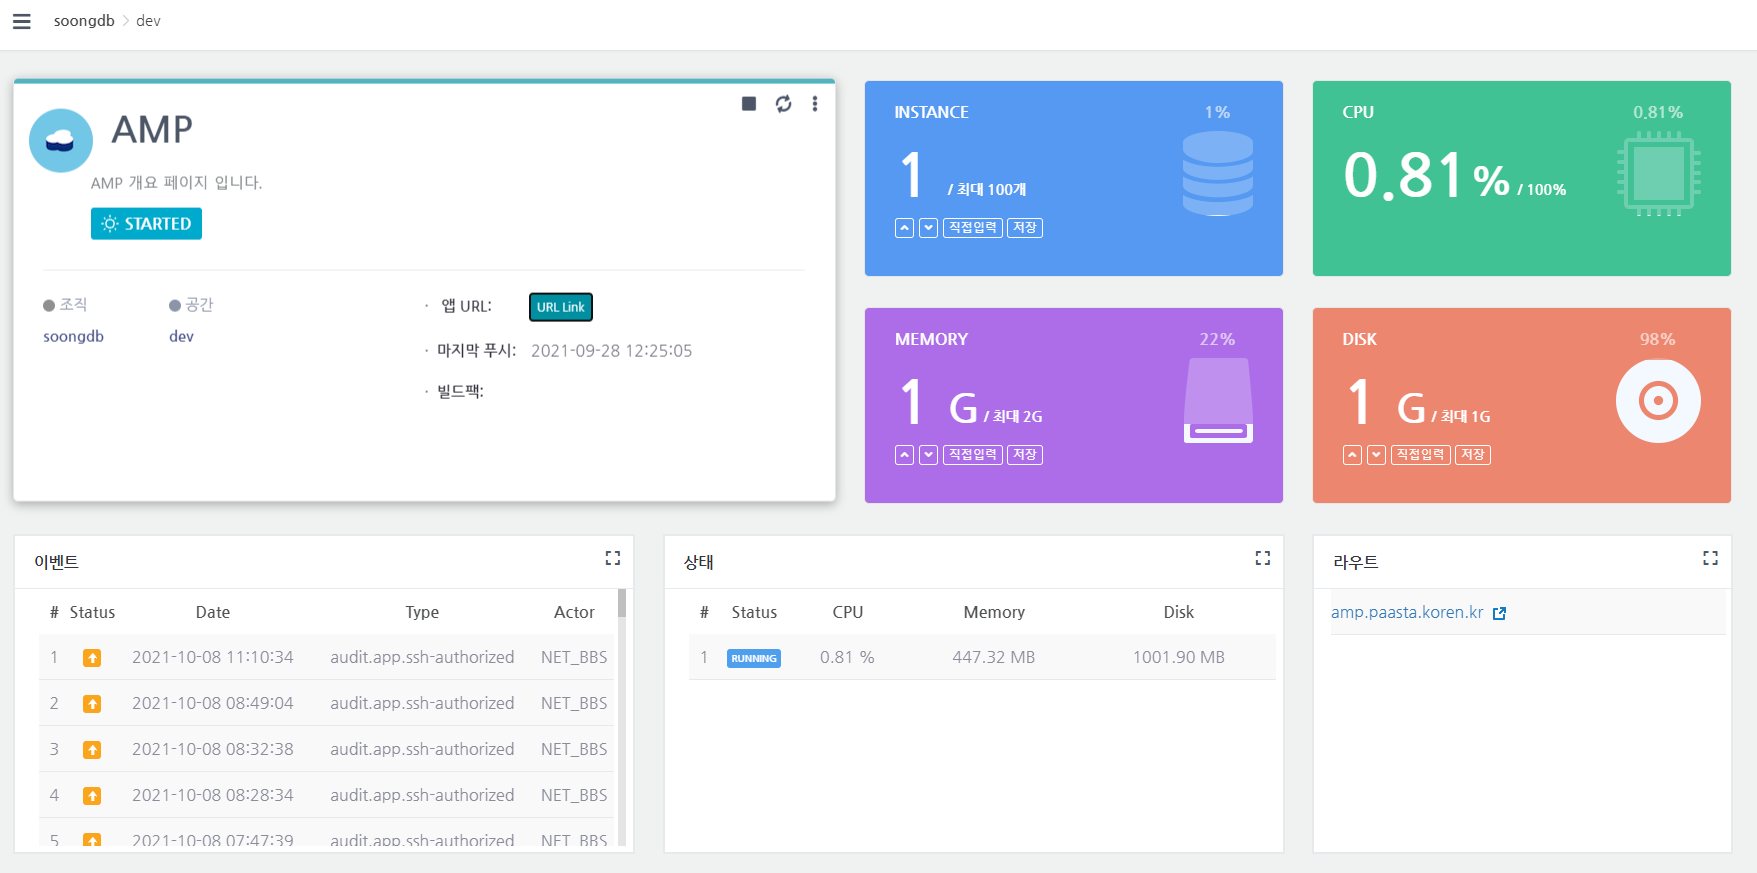 soongdb > dev
AMP
AMP 개요 페이지 입니다.
STARTED
조직
soongdb
공간
dev
· 앱 URL: URL Link
· 마지막 푸시: 2021-09-28 12:25:05
· 빌드팩:
INSTANCE 1%
1 / 최대 100개
직접입력 저장
CPU 0.81%
0.81% / 100%
MEMORY 22%
1 G / 최대 2G
직접입력 저장
DISK 98%
1 G / 최대 1G
직접입력 저장
이벤트
# Status Date Type Actor
1 2021-10-08 11:10:34 audit.app.ssh-authorized NET_BBS
2 2021-10-08 08:49:04 audit.app.ssh-authorized NET_BBS
3 2021-10-08 08:32:38 audit.app.ssh-authorized NET_BBS
4 2021-10-08 08:28:34 audit.app.ssh-authorized NET_BBS
5 2021-10-08 07:47:39 audit.app.ssh-authorized NET_BBS
상태
# Status CPU Memory Disk
1 RUNNING 0.81 % 447.32 MB 1001.90 MB
라우트
amp.paasta.koren.kr